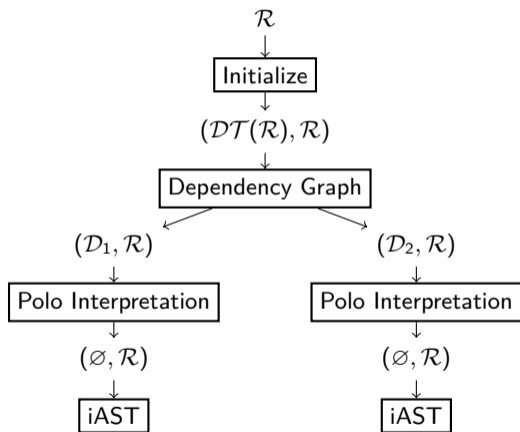 ℛ
Initialize
(𝒟𝒯(ℛ), ℛ)
Dependency Graph
(𝒟₁, ℛ) (𝒟₂, ℛ)
Polo Interpretation Polo Interpretation
(∅, ℛ) (∅, ℛ)
iAST iAST